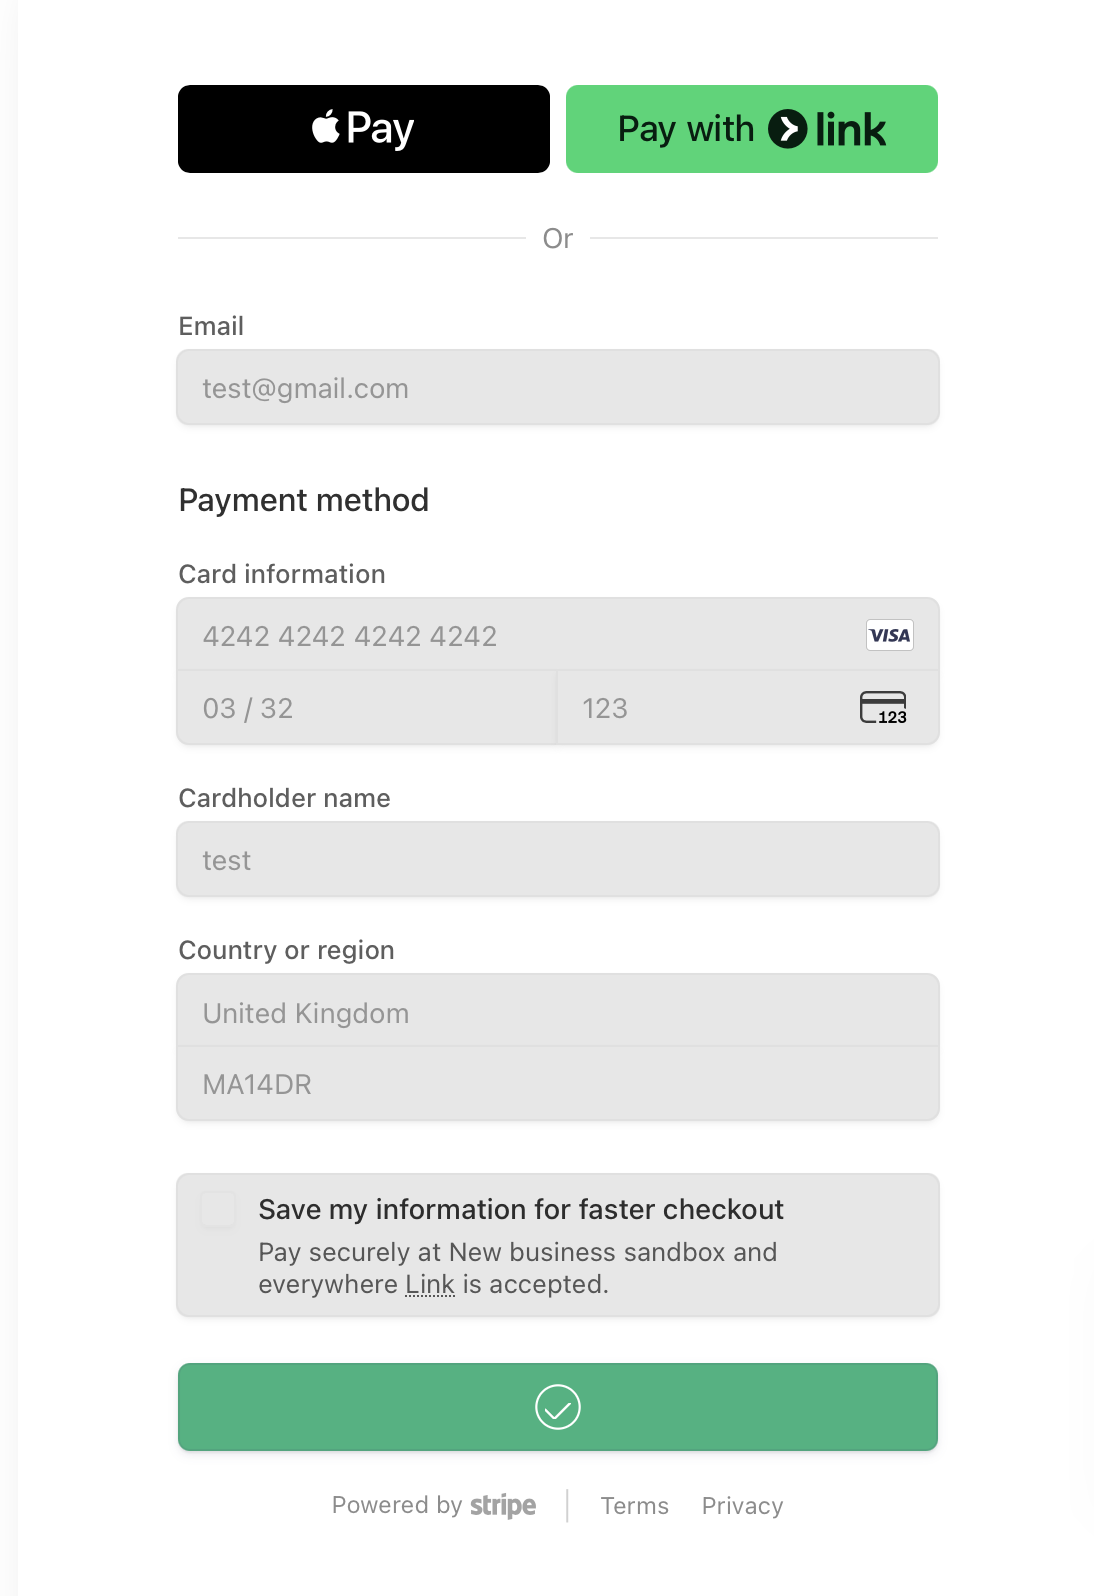 Pay
Pay with link
Or
Email
test@gmail.com
Payment method
Card information
4242 4242 4242 4242 VISA
03 / 32 123 123
Cardholder name
test
Country or region
United Kingdom
MA14DR
Save my information for faster checkout
Pay securely at New business sandbox and
everywhere Link is accepted.
Powered by stripe Terms Privacy